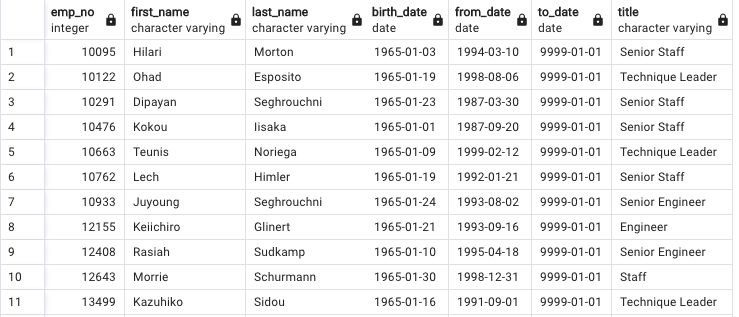 emp_no first_name last_name birth_date from_date to_date title
integer character varying character varying date date date character varying
1 10095 Hilari Morton 1965-01-03 1994-03-10 9999-01-01 Senior Staff
2 10122 Ohad Esposito 1965-01-19 1998-08-06 9999-01-01 Technique Leader
3 10291 Dipayan Seghrouchni 1965-01-23 1987-03-30 9999-01-01 Senior Staff
4 10476 Kokou Iisaka 1965-01-01 1987-09-20 9999-01-01 Senior Staff
5 10663 Teunis Noriega 1965-01-09 1999-02-12 9999-01-01 Technique Leader
6 10762 Lech Himler 1965-01-19 1992-01-21 9999-01-01 Senior Staff
7 10933 Juyoung Seghrouchni 1965-01-24 1993-08-02 9999-01-01 Senior Engineer
8 12155 Keiichiro Glinert 1965-01-21 1993-09-16 9999-01-01 Engineer
9 12408 Rasiah Sudkamp 1965-01-10 1995-04-18 9999-01-01 Senior Engineer
10 12643 Morrie Schurmann 1965-01-30 1998-12-31 9999-01-01 Staff
11 13499 Kazuhiko Sidou 1965-01-16 1991-09-01 9999-01-01 Technique Leader